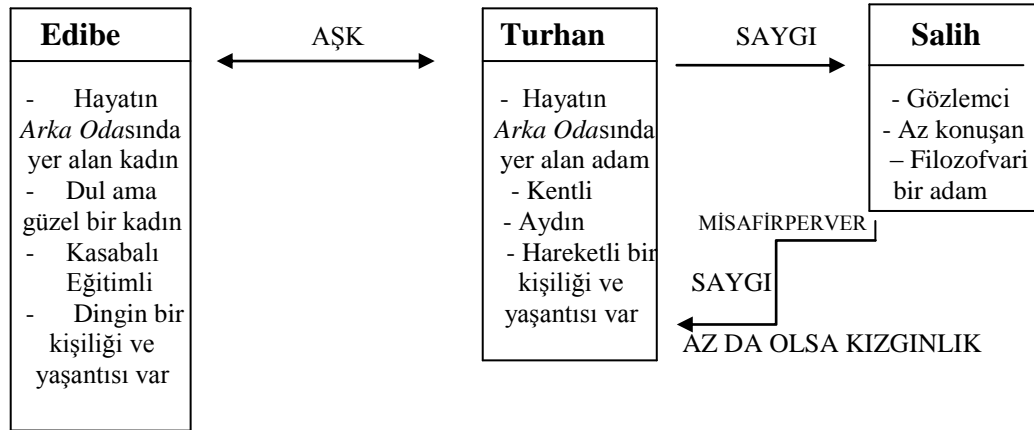 Edibe
- Hayatın
Arka Odasında
yer alan kadın
- Dul ama
güzel bir kadın
- Kasabalı
Eğitimli
- Dingin bir
kişiliği ve
yaşantısı var
AŞK
Turhan
- Hayatın
Arka Odasında
yer alan adam
- Kentli
- Aydın
- Hareketli bir
kişiliği ve
yaşantısı var
SAYGI
Salih
- Gözlemci
- Az konuşan
– Filozofvari
bir adam
MİSAFİRPERVER
SAYGI
AZ DA OLSA KIZGINLIK